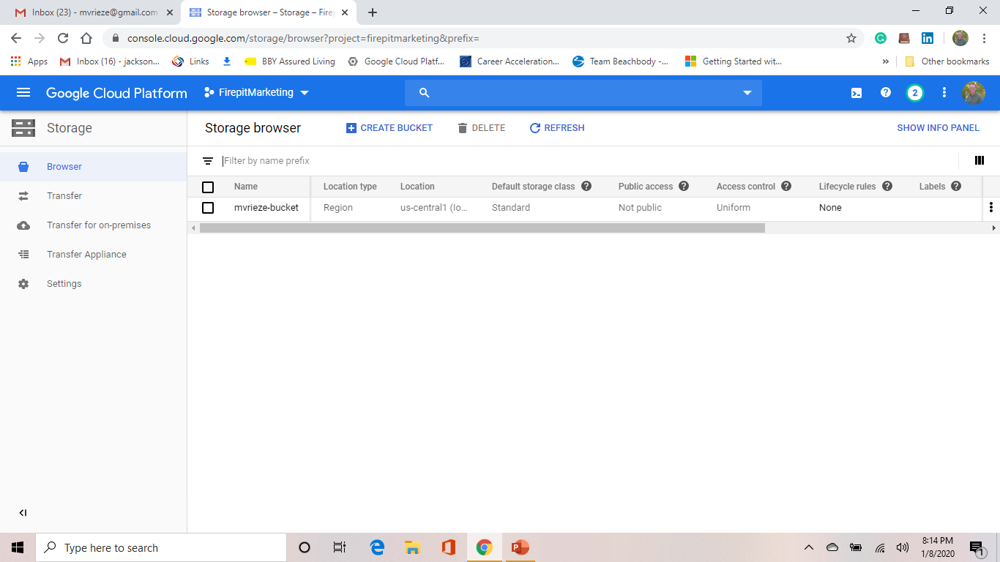 Inbox (23) - mvrieze@gmail.com
Storage browser – Storage – Fire
console.cloud.google.com/storage/browser?project=firepitmarketing&prefix=
Apps
Inbox (16) - jackson...
Links
BBY Assured Living
Google Cloud Platf...
Career Acceleration...
Team Beachbody -...
Getting Started wit...
»
Other bookmarks
Google Cloud Platform
FirepitMarketing
2
Storage
Storage browser
CREATE BUCKET
DELETE
REFRESH
SHOW INFO PANEL
Browser
Transfer
Transfer for on-premises
Transfer Appliance
Settings
Filter by name prefix
Name Location type Location Default storage class Public access Access control Lifecycle rules Labels
mvrieze-bucket Region us-central1 (Io... Standard Not public Uniform None
Type here to search
8:14 PM
1/8/2020
1